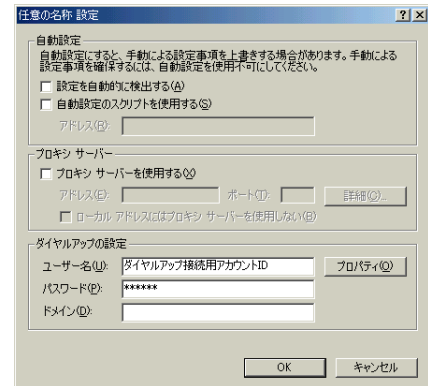 任意の名称 設定
自動設定
自動設定にすると、手動による設定事項を上書きする場合があります。手動による
設定事項を確保するには、自動設定を使用不可にしてください。
設定を自動的に検出する(A)
自動設定のスクリプトを使用する(S)
アドレス(R):
プロキシ サーバー
プロキシ サーバーを使用する(X)
アドレス(E): ポート(T): 詳細(C)...
ローカル アドレスにはプロキシ サーバーを使用しない(B)
ダイヤルアップの設定
ユーザー名(U): ダイヤルアップ接続用アカウントID プロパティ(O)
パスワード(P): ******
ドメイン(D):
OK キャンセル